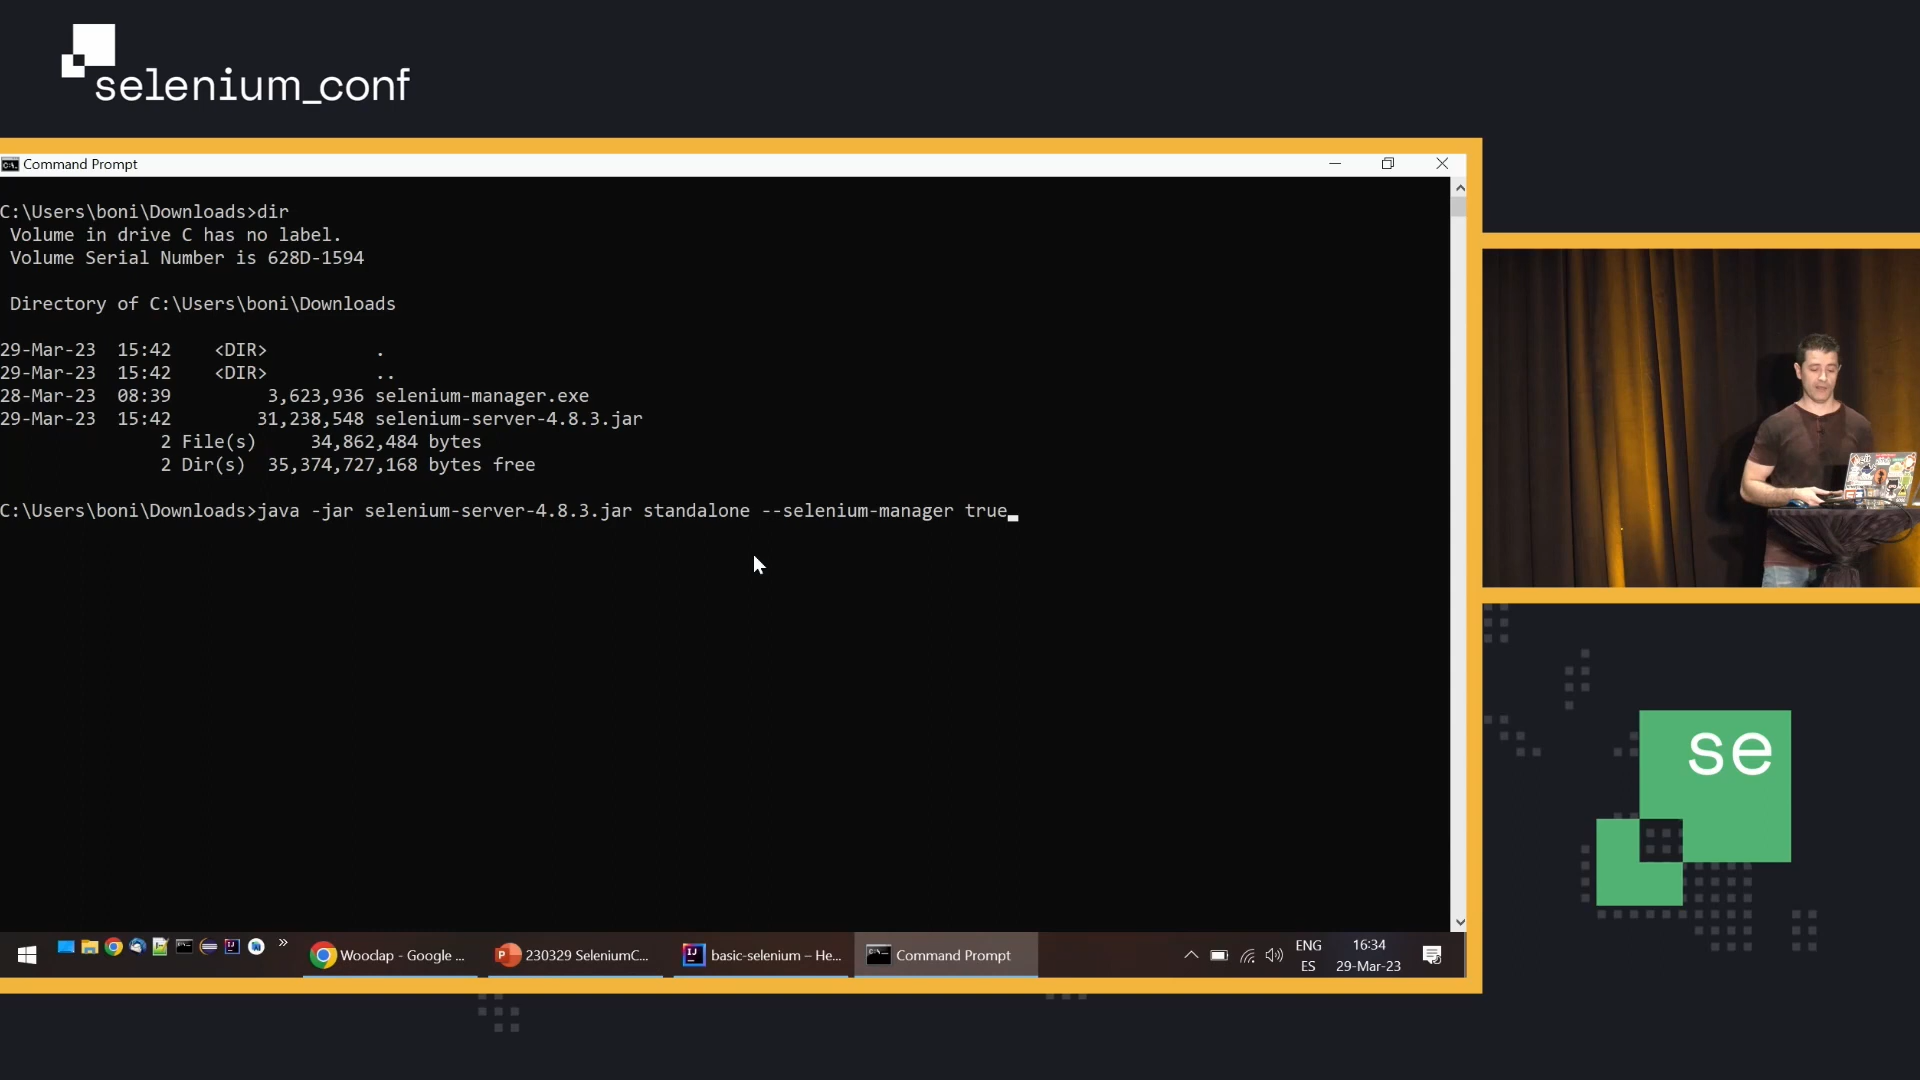 selenium_conf
Command Prompt
C:\Users\boni\Downloads>dir
Volume in drive C has no label.
Volume Serial Number is 628D-1594
Directory of C:\Users\boni\Downloads
29-Mar-23 15:42 <DIR> .
29-Mar-23 15:42 <DIR> ..
28-Mar-23 08:39 3,623,936 selenium-manager.exe
29-Mar-23 15:42 31,238,548 selenium-server-4.8.3.jar
2 File(s) 34,862,484 bytes
2 Dir(s) 35,374,727,168 bytes free
C:\Users\boni\Downloads>java -jar selenium-server-4.8.3.jar standalone --selenium-manager true
se
Wooclap - Google ...
230329 SeleniumC...
basic-selenium – He...
Command Prompt
ENG
ES
16:34
29-Mar-23